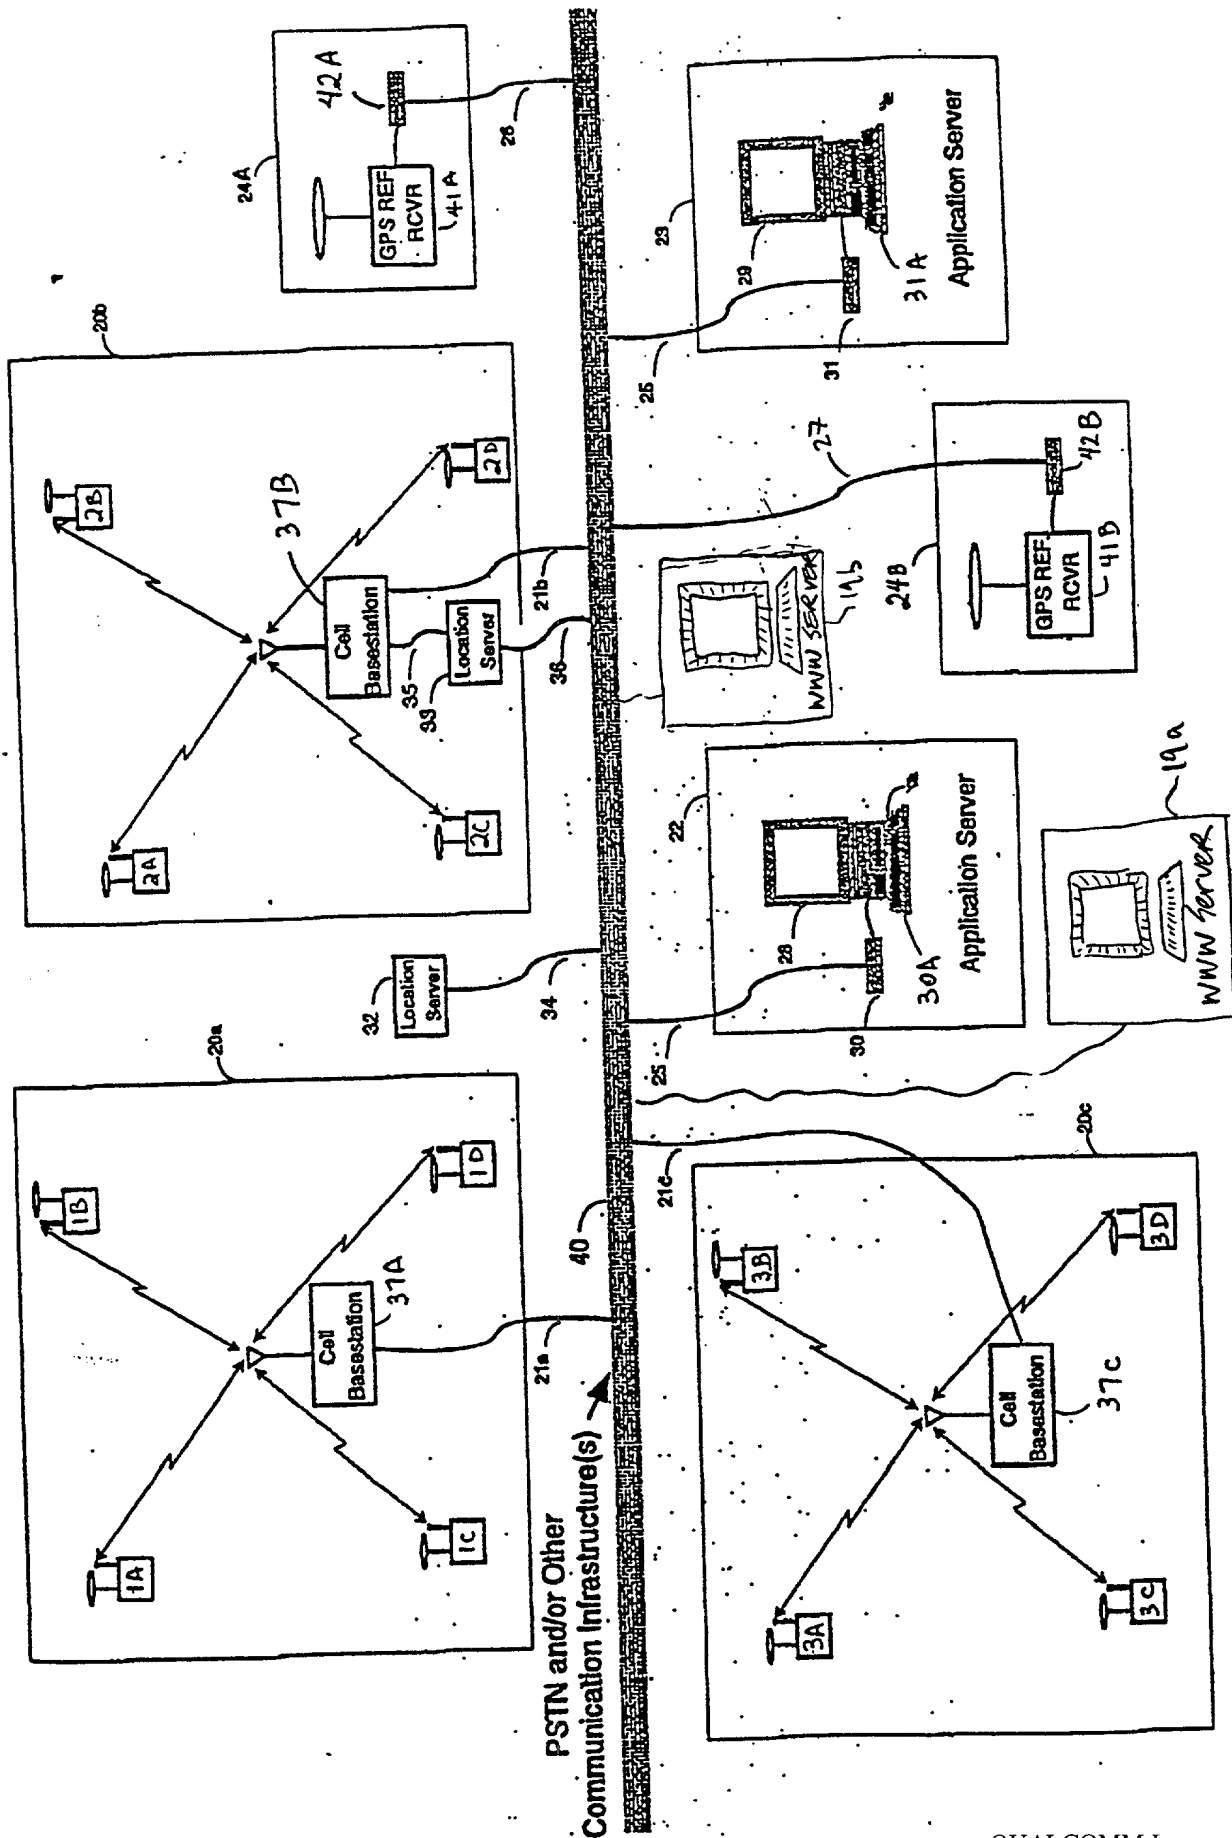 20a
1A
1B
1C
1D
Cell
Basestation
37A
21a
32
Location
Server
34
20b
2A
2B
2C
2D
37B
Cell
Basestation
35
33
Location
Server
36
21b
24A
42A
GPS REF
RCVR
41A
26
PSTN and/or Other
Communication Infrastructure(s)
40
21c
20c
3A
3B
3C
3D
Cell
Basestation
37C
25
22
28
30
30A
Application Server
19a
WWW Server
19b
WWW SERVER
27
24B
42B
GPS REF
RCVR
41B
25
23
29
31
31A
Application Server